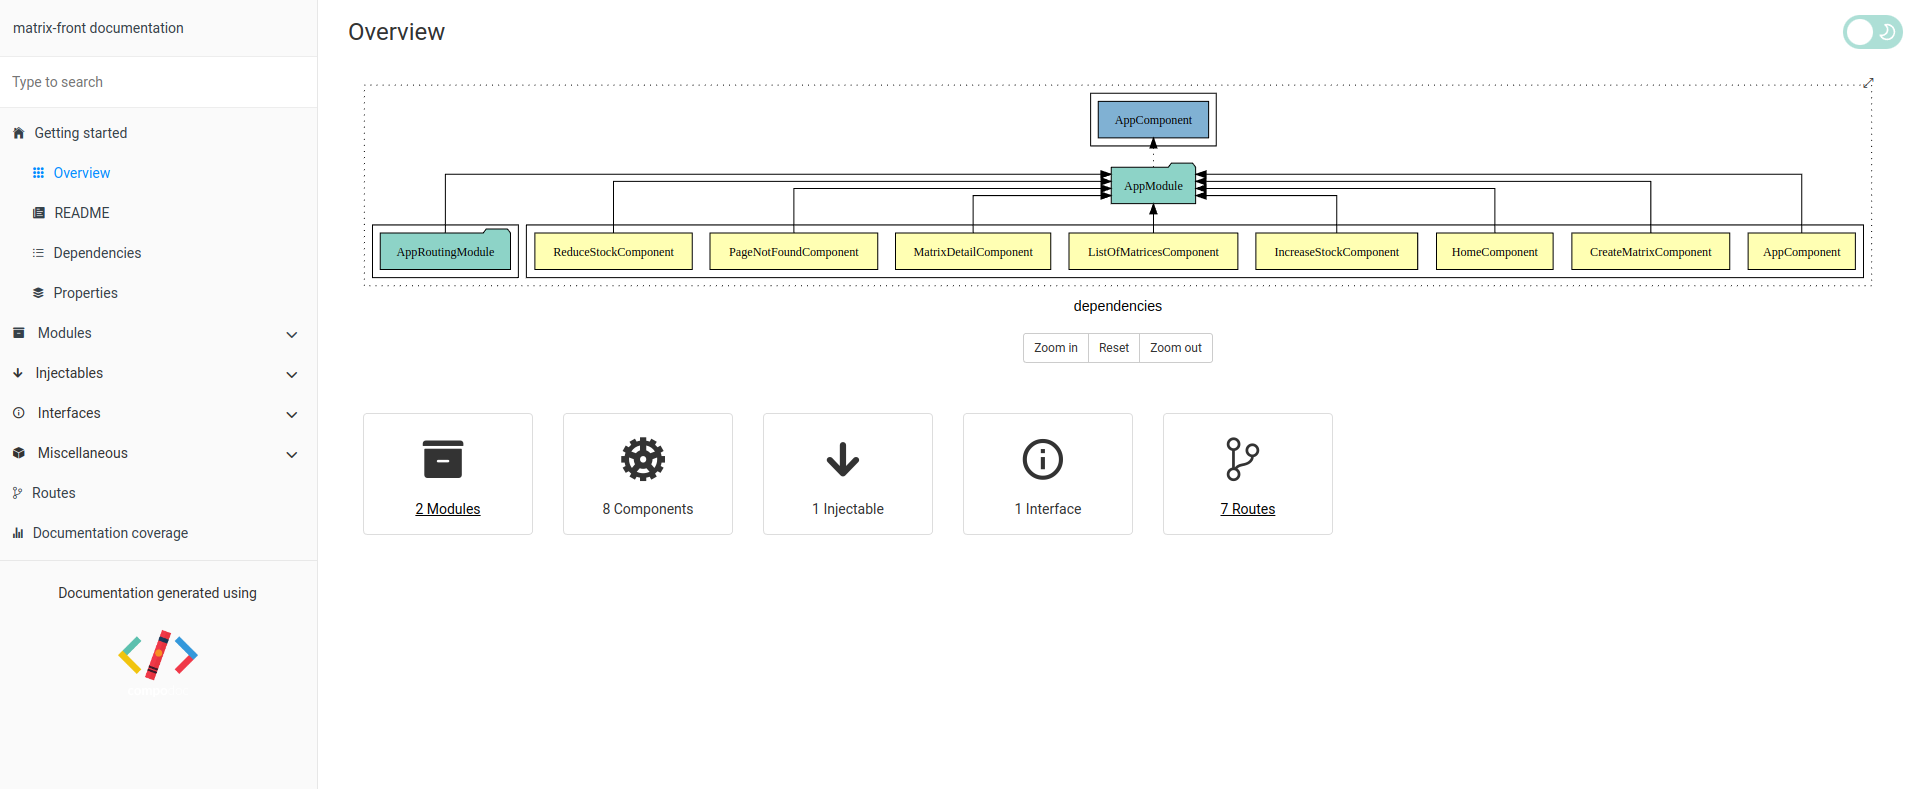 matrix-front documentation
Type to search
Getting started
Overview
README
Dependencies
Properties
Modules
Injectables
Interfaces
Miscellaneous
Routes
Documentation coverage
Documentation generated using
Overview
AppComponent
AppModule
AppRoutingModule
ReduceStockComponent
PageNotFoundComponent
MatrixDetailComponent
ListOfMatricesComponent
IncreaseStockComponent
HomeComponent
CreateMatrixComponent
AppComponent
dependencies
Zoom in
Reset
Zoom out
2 Modules
8 Components
1 Injectable
1 Interface
7 Routes